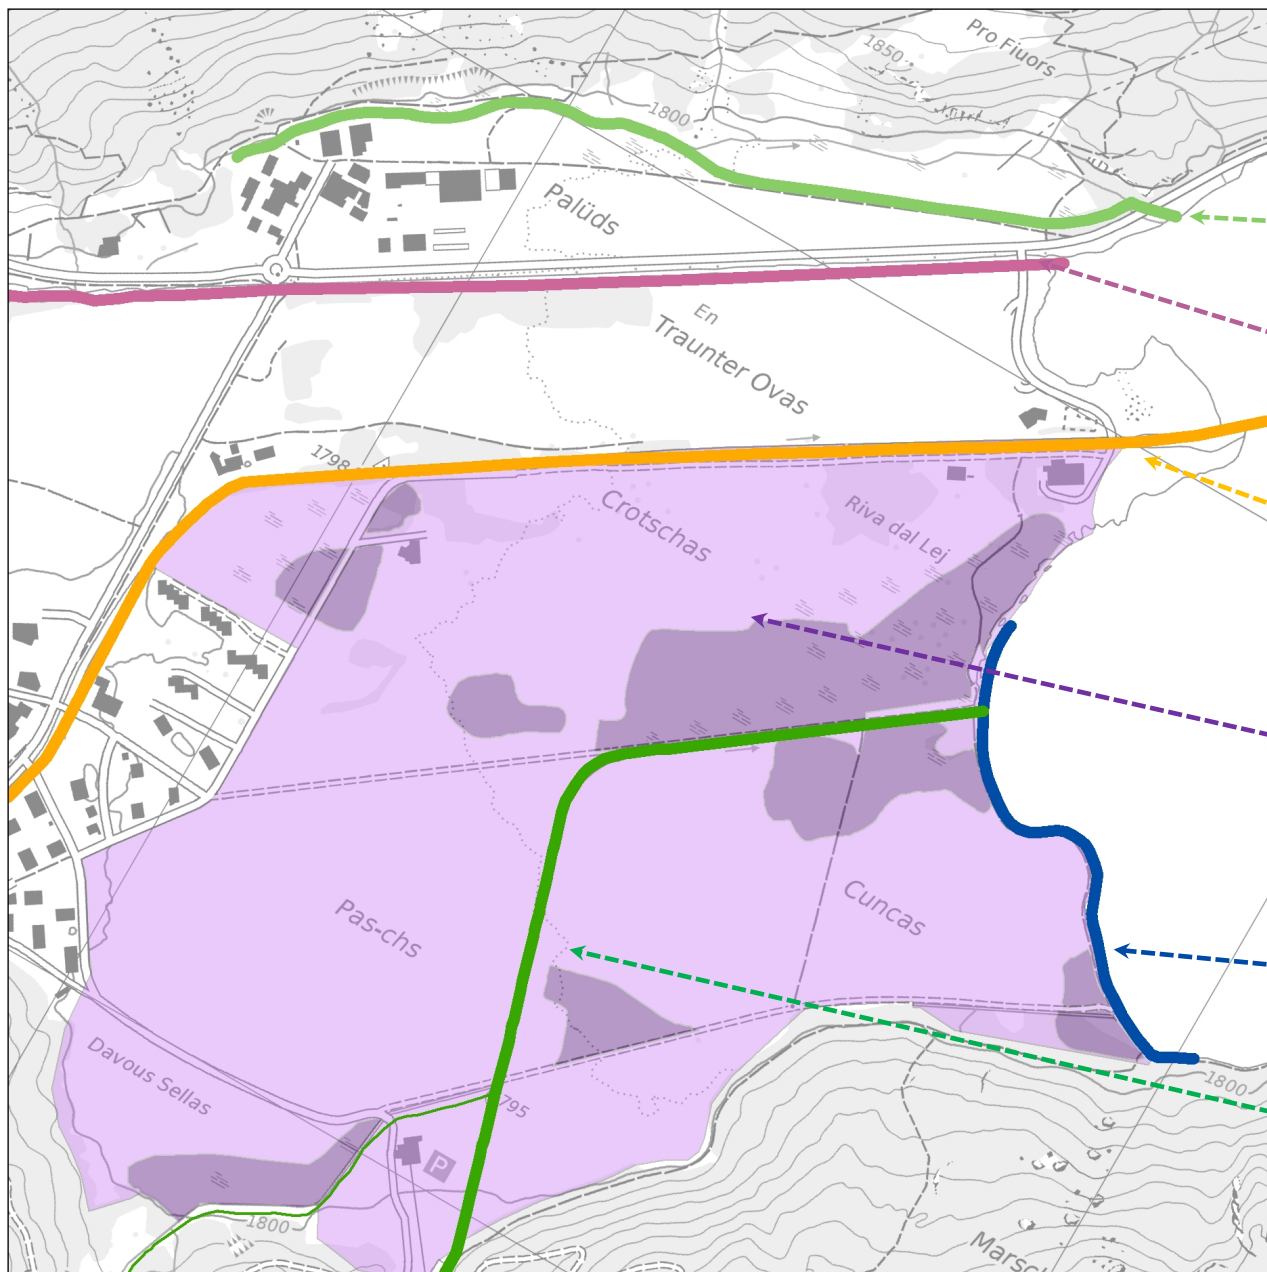 Pro Fiuors
1850
1800
Palüds
En
Traunter Ovas
1798
Crotschas
Riva dal Lej
Pas-chs
Cuncas
Davous Sellas
795
P
1800
1800